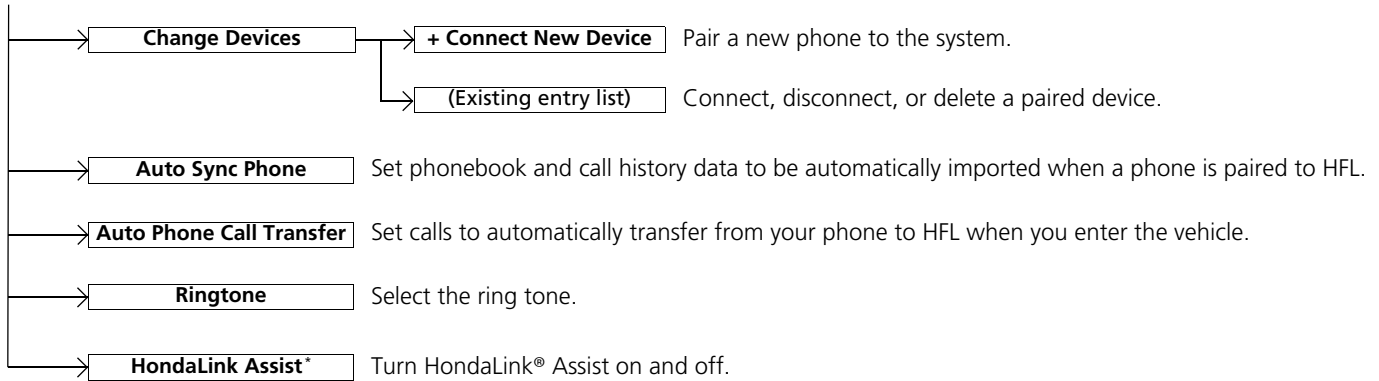 Change Devices + Connect New Device Pair a new phone to the system.
(Existing entry list) Connect, disconnect, or delete a paired device.
Auto Sync Phone Set phonebook and call history data to be automatically imported when a phone is paired to HFL.
Auto Phone Call Transfer Set calls to automatically transfer from your phone to HFL when you enter the vehicle.
Ringtone Select the ring tone.
HondaLink Assist* Turn HondaLink® Assist on and off.